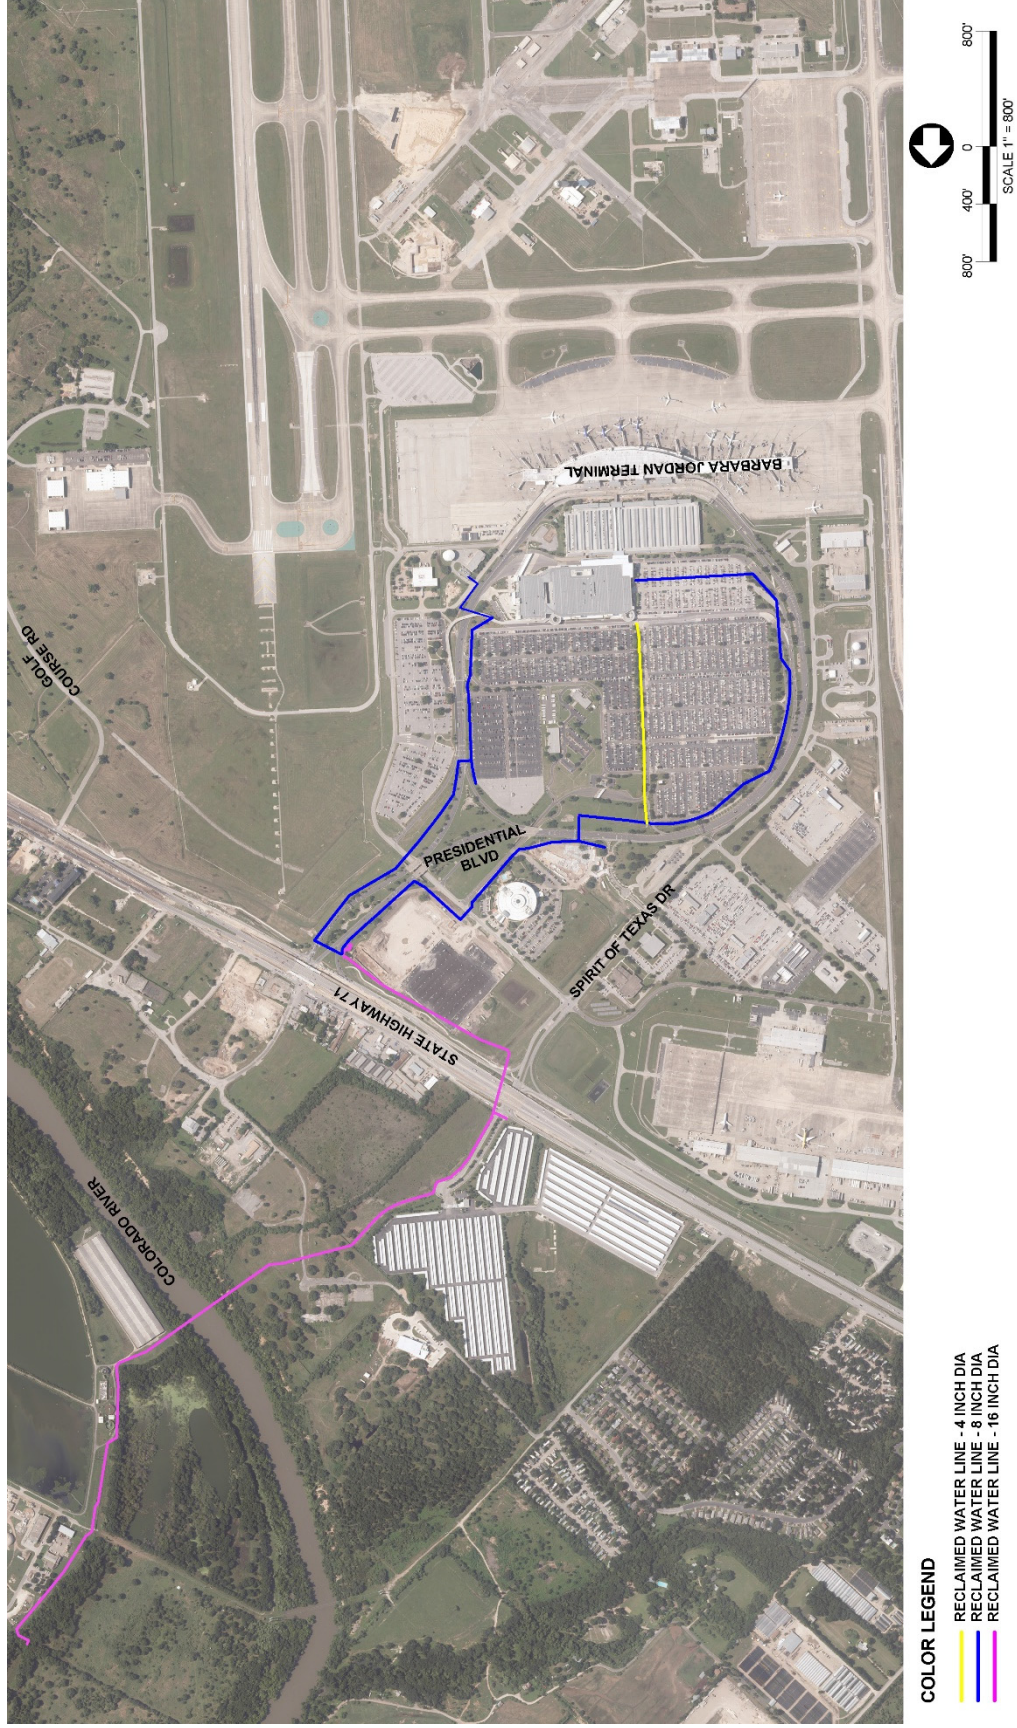 GOLF
COURSE RD
BARBARA JORDAN TERMINAL
PRESIDENTIAL
BLVD
SPIRIT OF TEXAS DR
STATE HIGHWAY 71
COLORADO RIVER
800' 400' 0 800'
SCALE 1" = 800'
COLOR LEGEND
RECLAIMED WATER LINE - 4 INCH DIA
RECLAIMED WATER LINE - 8 INCH DIA
RECLAIMED WATER LINE - 16 INCH DIA